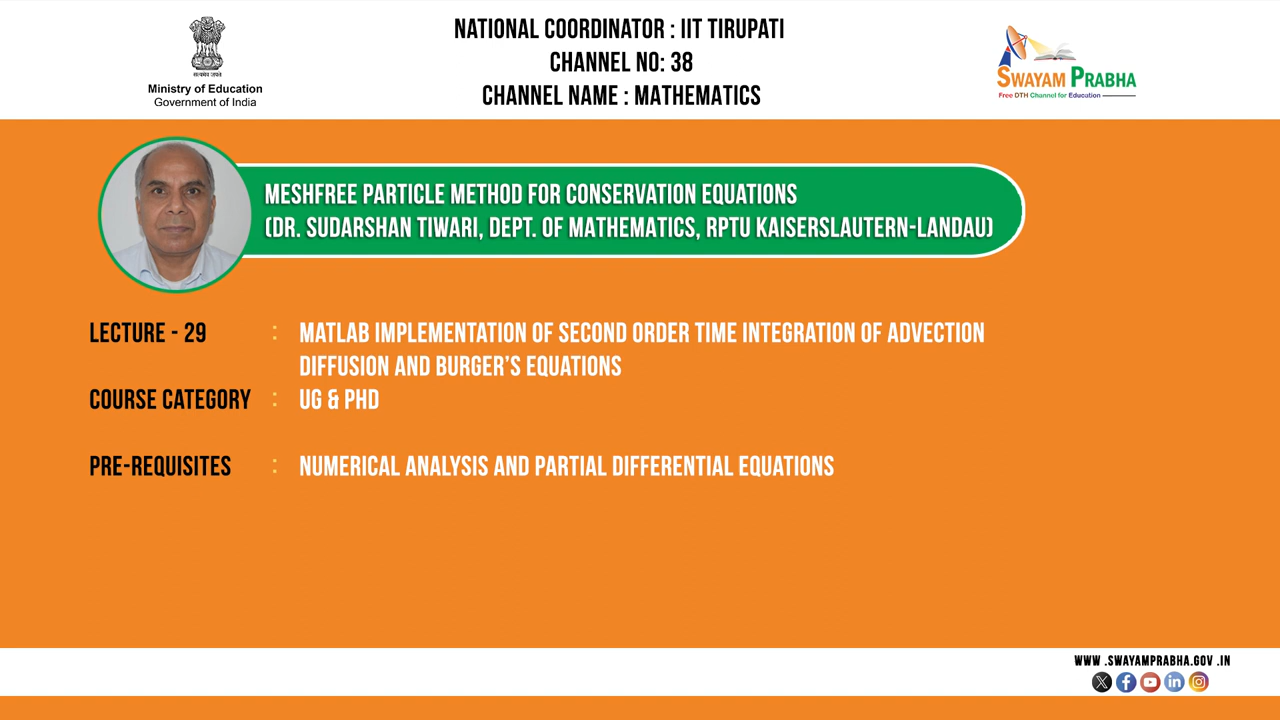 NATIONAL COORDINATOR : IIT TIRUPATI
CHANNEL NO: 38
CHANNEL NAME : MATHEMATICS
सत्यमेव जयते
Ministry of Education
Government of India
SWAYAM PRABHA
Free DTH Channel for Education
MESHFREE PARTICLE METHOD FOR CONSERVATION EQUATIONS
(DR. SUDARSHAN TIWARI, DEPT. OF MATHEMATICS, RPTU KAISERSLAUTERN-LANDAU)
LECTURE - 29 : MATLAB IMPLEMENTATION OF SECOND ORDER TIME INTEGRATION OF ADVECTION
DIFFUSION AND BURGER'S EQUATIONS
COURSE CATEGORY : UG & PHD
PRE-REQUISITES : NUMERICAL ANALYSIS AND PARTIAL DIFFERENTIAL EQUATIONS
WWW .SWAYAMPRABHA.GOV .IN